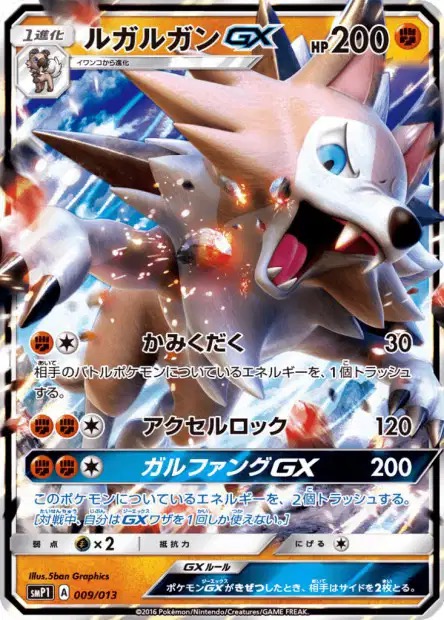 1進化
ルガルガンGX HP200
イワンコから進化
かみくだく 30
相手のバトルポケモンについているエネルギーを、1個トラッシュ
する。
アクセルロック 120
ガルファングGX 200
このポケモンについているエネルギーを、2個トラッシュする。
[対戦中、自分はGXワザを1回しか使えない。]
弱点 ×2 抵抗力 にげる
GXルール
ポケモンGXがきぜつしたとき、相手はサイドを2枚とる。
Illus.5ban Graphics
smP1 A 009/013
©2016 Pokémon/Nintendo/Creatures/GAME FREAK.